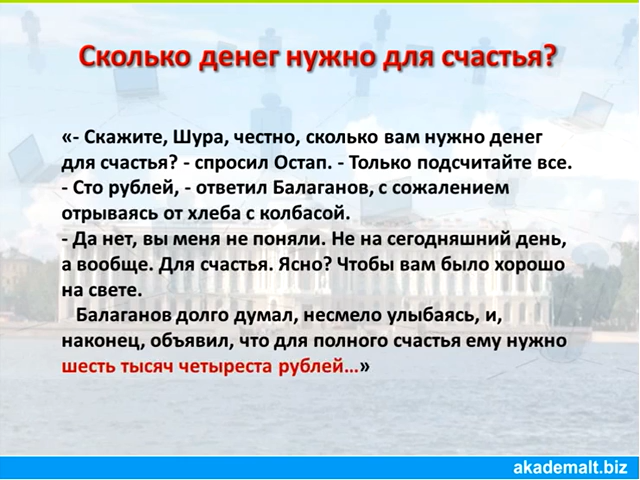 Сколько денег нужно для счастья?
«- Скажите, Шура, честно, сколько вам нужно денег
для счастья? - спросил Остап. - Только подсчитайте все.
- Сто рублей, - ответил Балаганов, с сожалением
отрываясь от хлеба с колбасой.
- Да нет, вы меня не поняли. Не на сегодняшний день,
а вообще. Для счастья. Ясно? Чтобы вам было хорошо
на свете.
Балаганов долго думал, несмело улыбаясь, и,
наконец, объявил, что для полного счастья ему нужно
шесть тысяч четыреста рублей…»
akademalt.biz